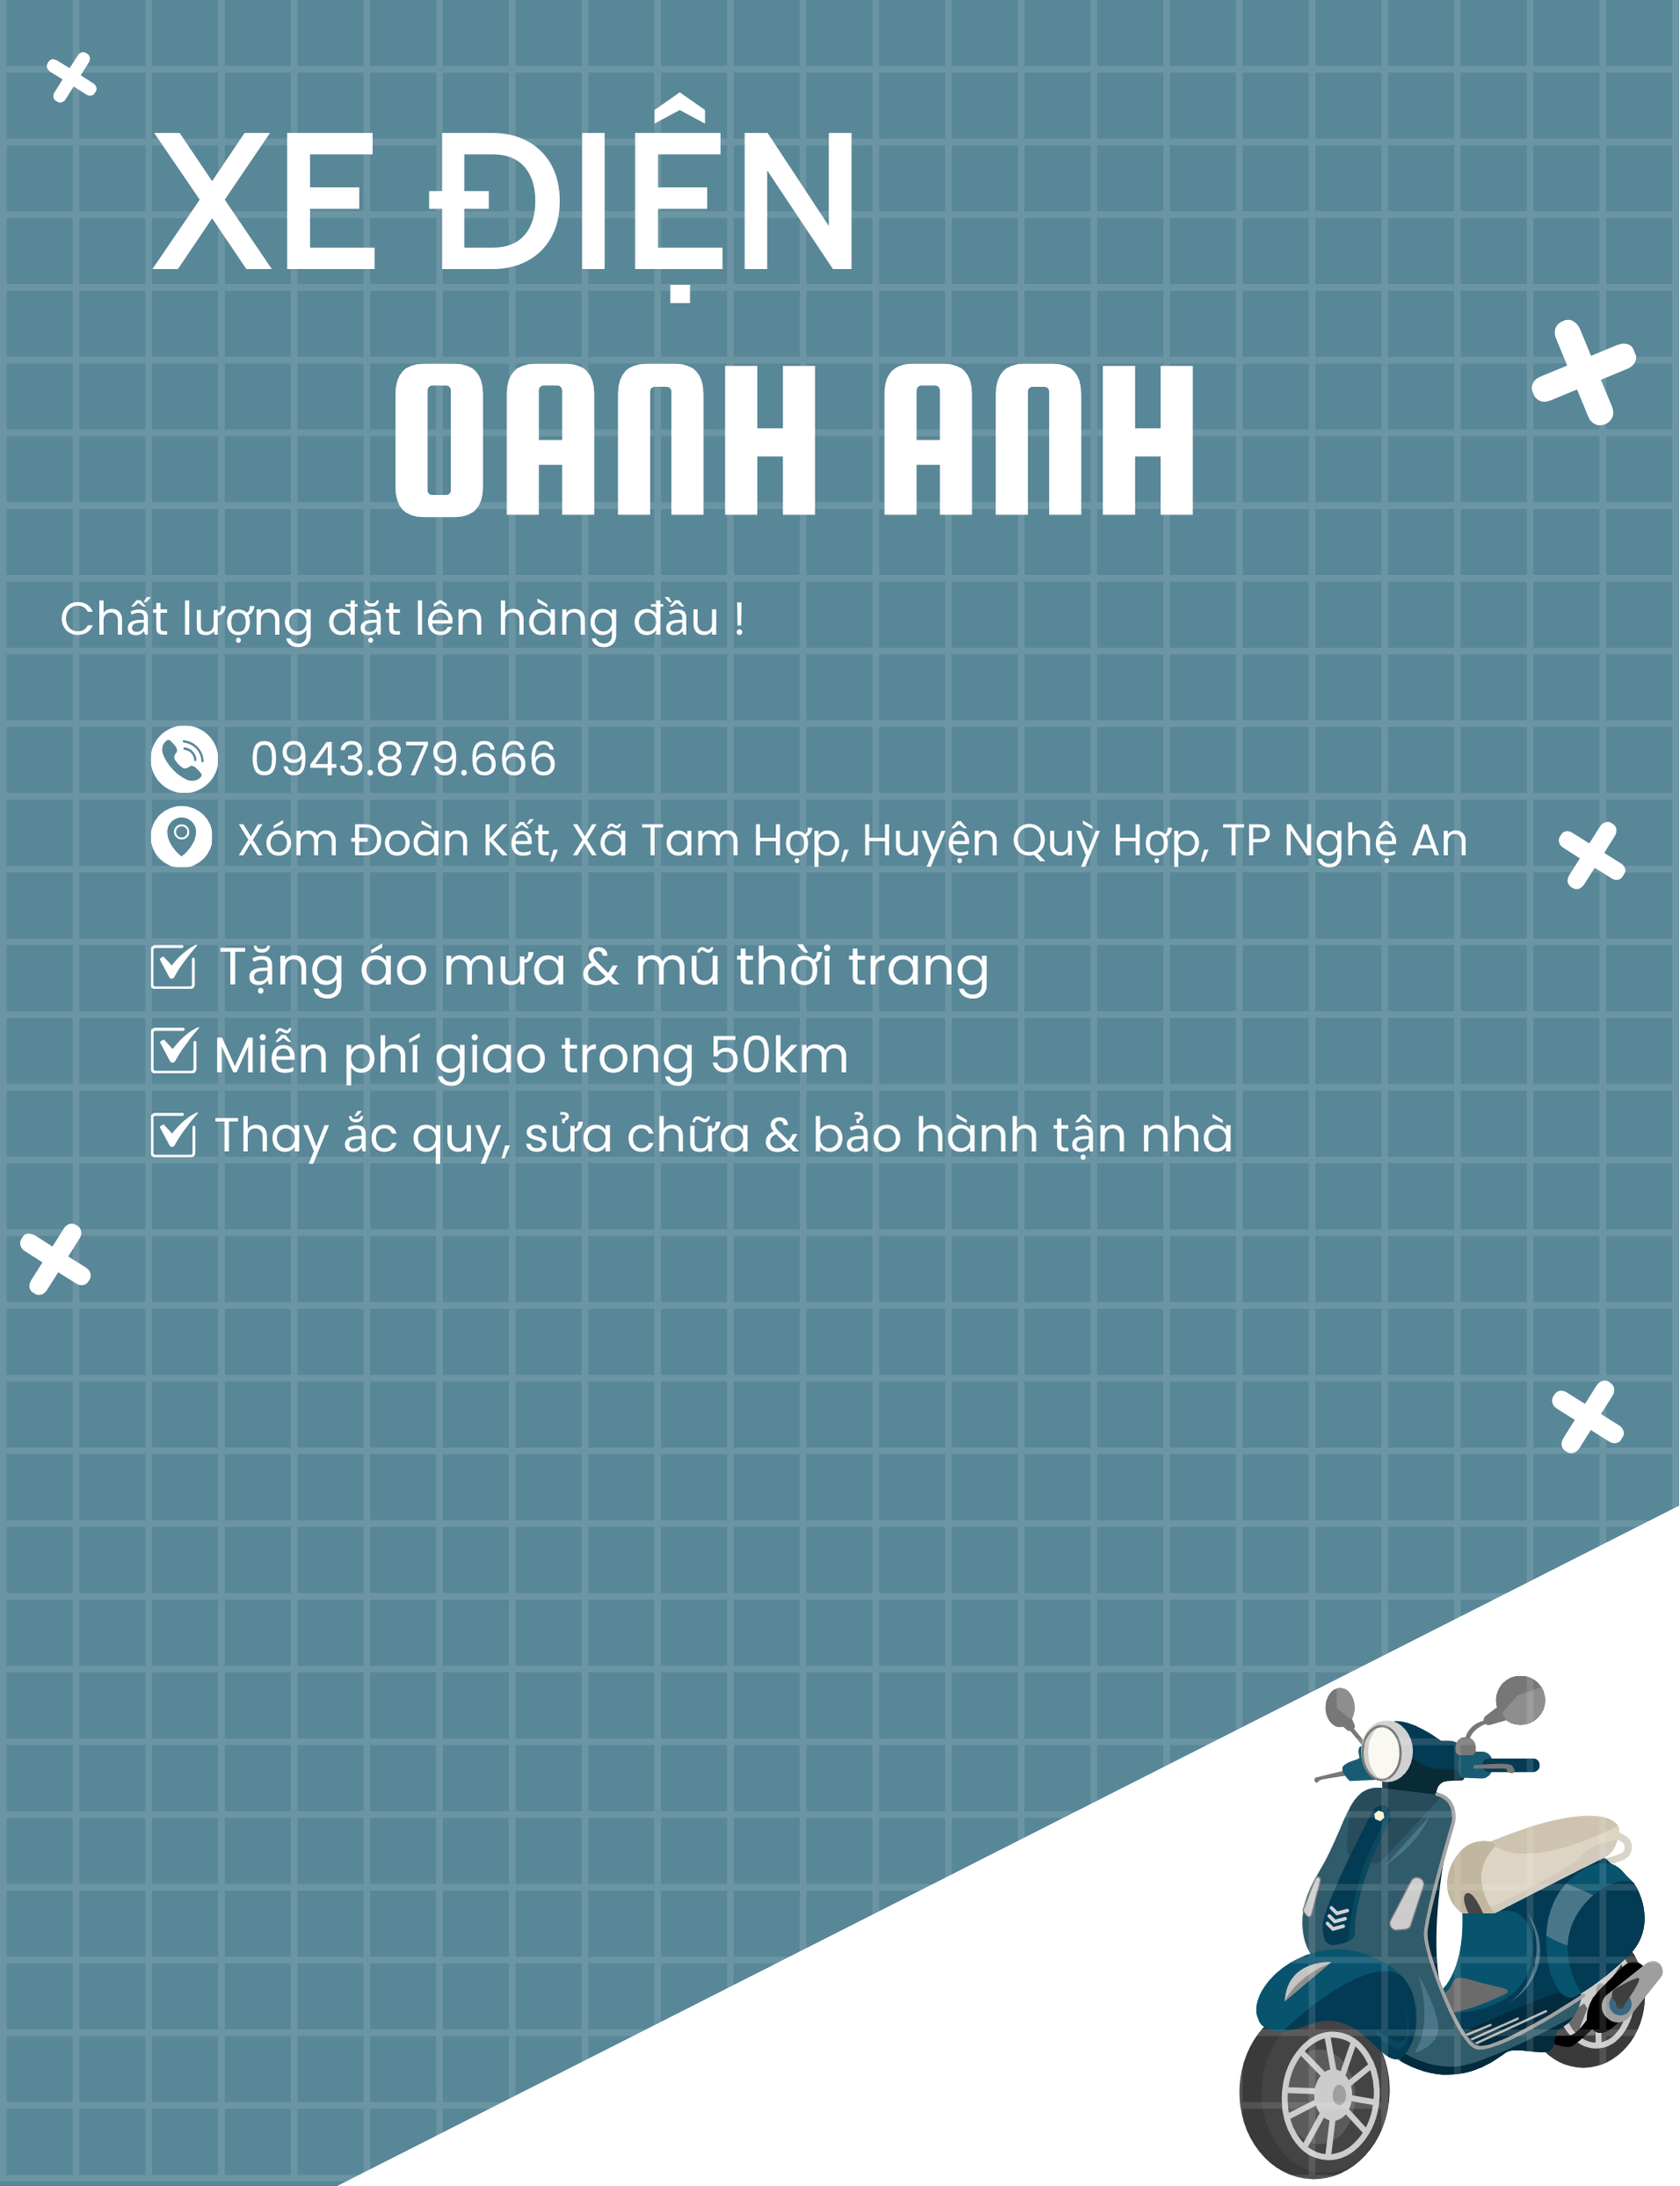 XE ĐIỆN
OANH ANH
Chất lượng đặt lên hàng đầu !
0943.879.666
Xóm Đoàn Kết, Xã Tam Hợp, Huyện Quỳ Hợp, TP Nghệ An
Tặng áo mưa & mũ thời trang
Miễn phí giao trong 50km
Thay ắc quy, sửa chữa & bảo hành tận nhà